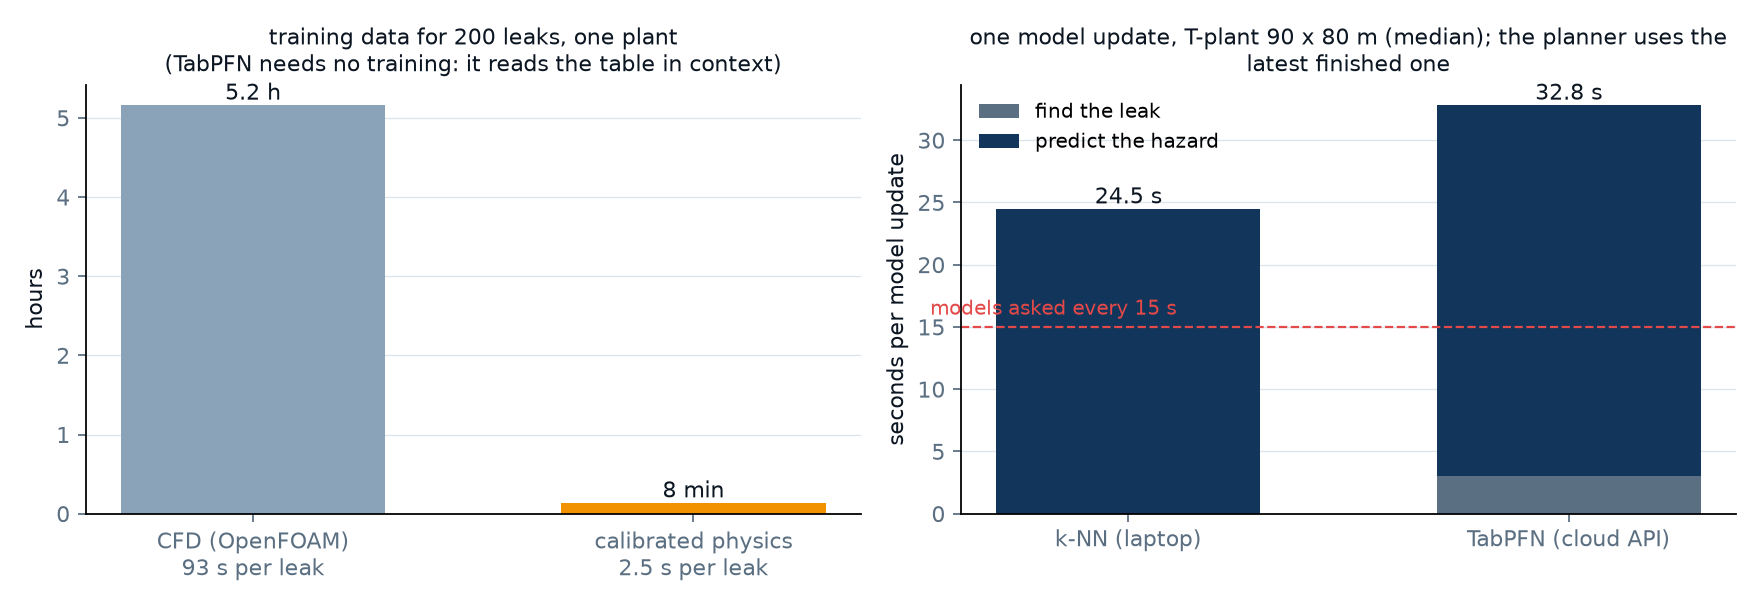 training data for 200 leaks, one plant
(TabPFN needs no training: it reads the table in context)
5.2 h
8 min
hours
5
4
3
2
1
0
CFD (OpenFOAM)
93 s per leak
calibrated physics
2.5 s per leak
one model update, T-plant 90 x 80 m (median); the planner uses the
latest finished one
find the leak
predict the hazard
32.8 s
24.5 s
models asked every 15 s
seconds per model update
30
25
20
15
10
5
0
k-NN (laptop)
TabPFN (cloud API)